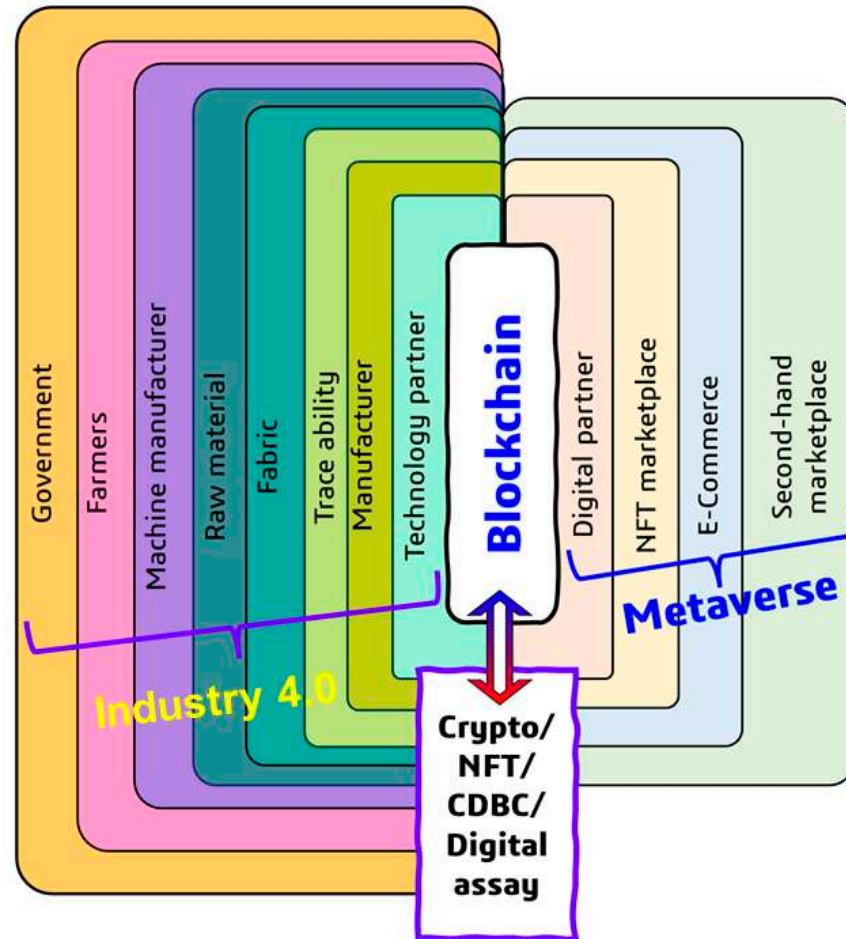 Government
Farmers
Machine manufacturer
Raw material
Fabric
Trace ability
Manufacturer
Technology partner
Blockchain
Digital partner
NFT marketplace
E-Commerce
Second-hand
marketplace
Industry 4.0
Metaverse
Crypto/
NFT/
CDBC/
Digital
assay